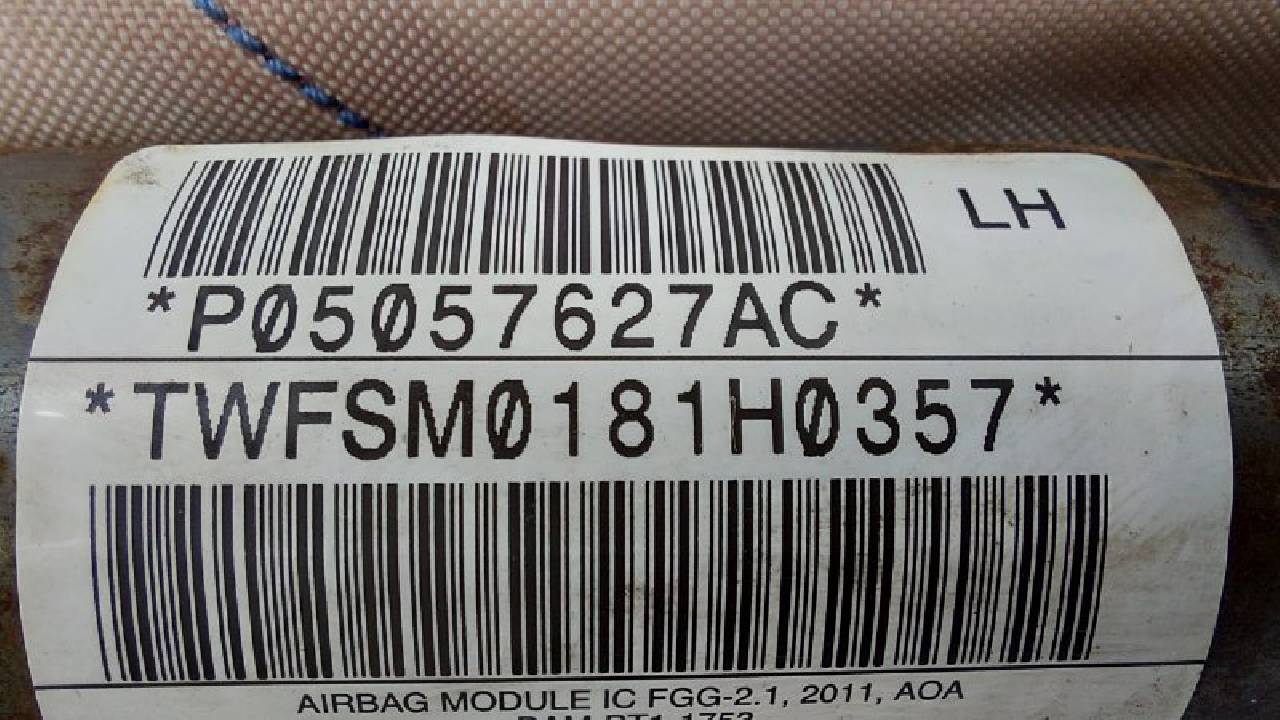 LH
*P05057627AC*
*TWFSM0181H0357*
AIRBAG MODULE IC FGG-2.1, 2011, AOA